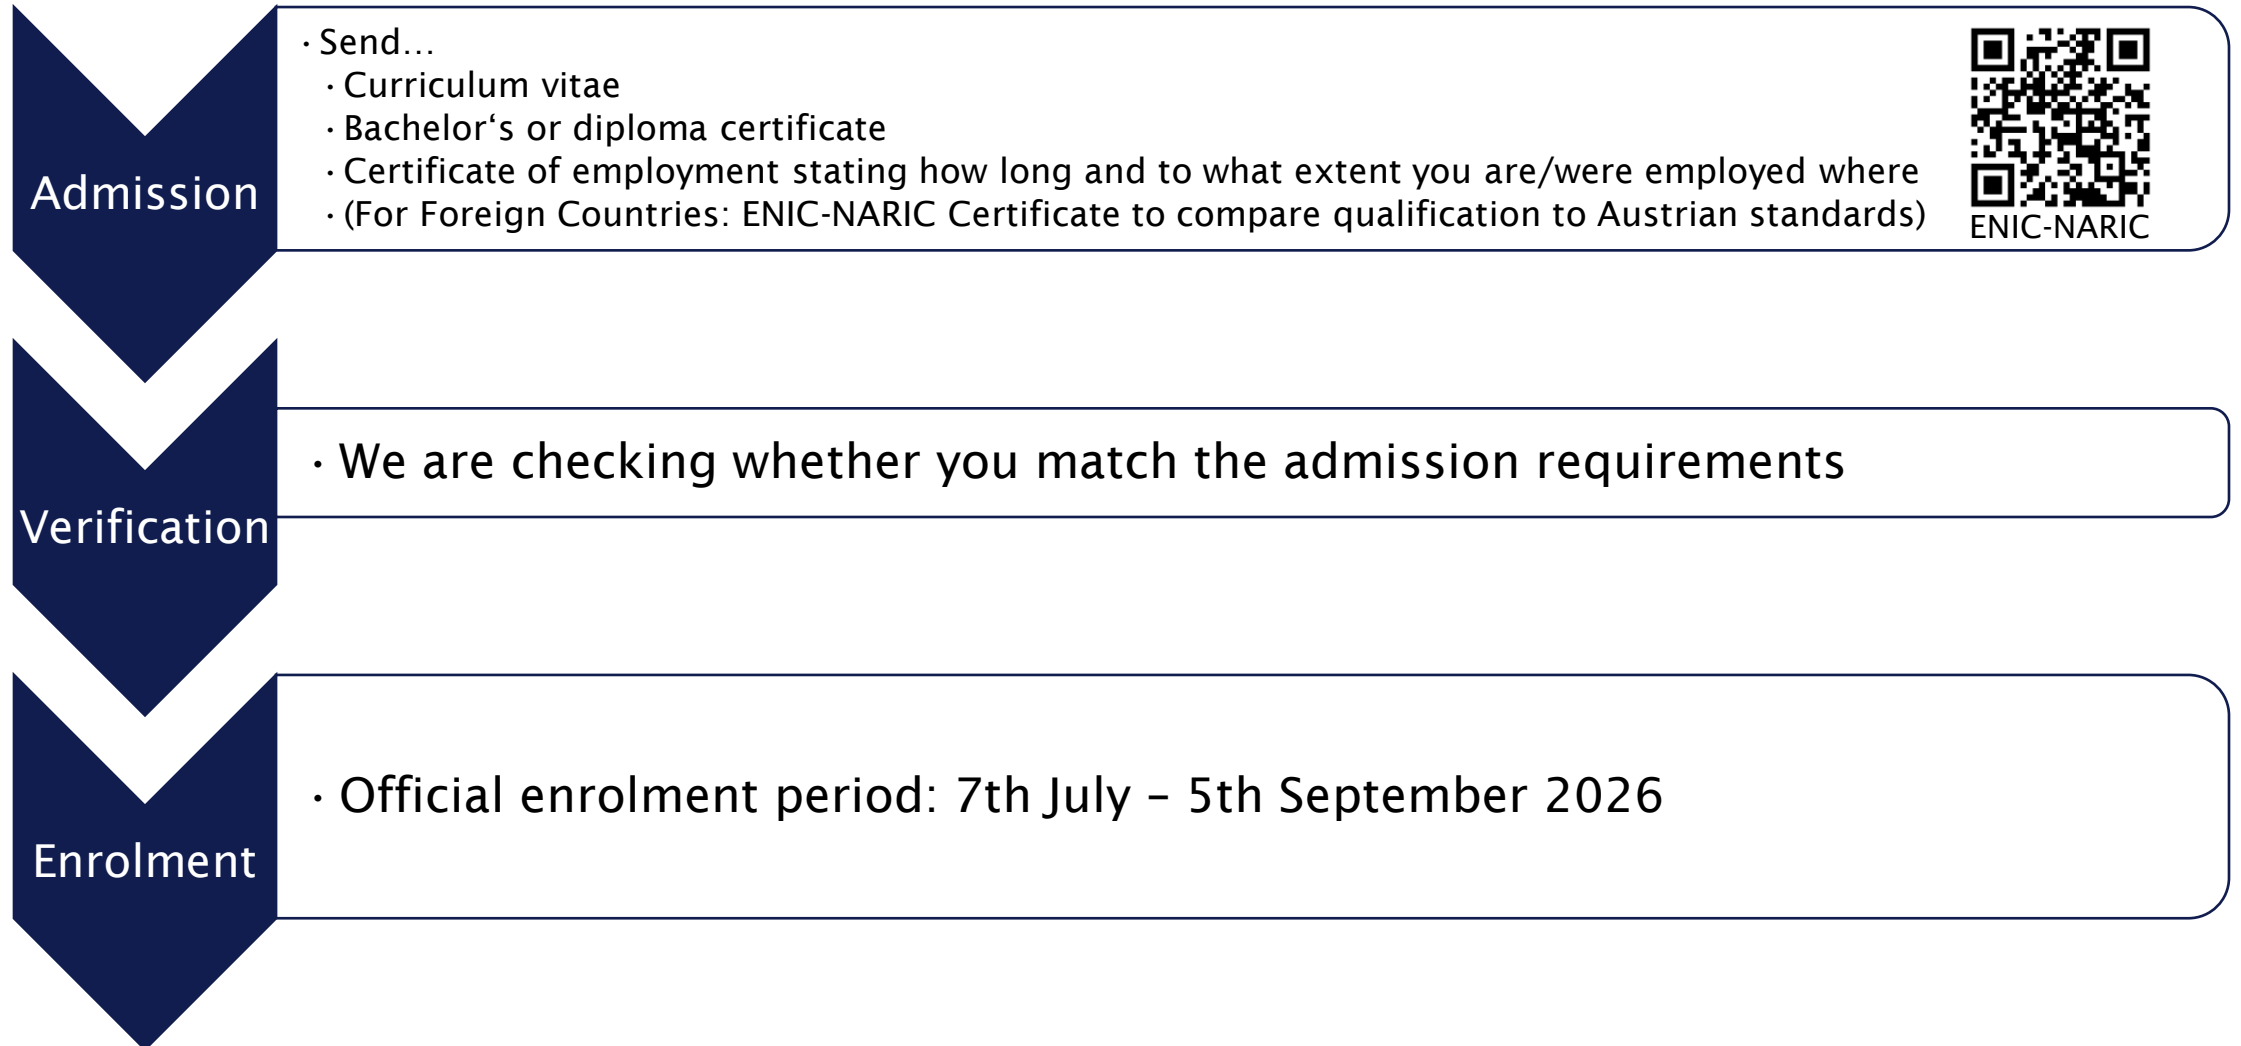 Admission
· Send…
· Curriculum vitae
· Bachelor‘s or diploma certificate
· Certificate of employment stating how long and to what extent you are/were employed where
· (For Foreign Countries: ENIC-NARIC Certificate to compare qualification to Austrian standards)
ENIC-NARIC
Verification
· We are checking whether you match the admission requirements
Enrolment
· Official enrolment period: 7th July – 5th September 2026